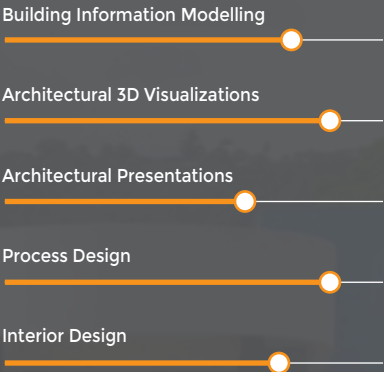 Building Information Modelling
Architectural 3D Visualizations
Architectural Presentations
Process Design
Interior Design